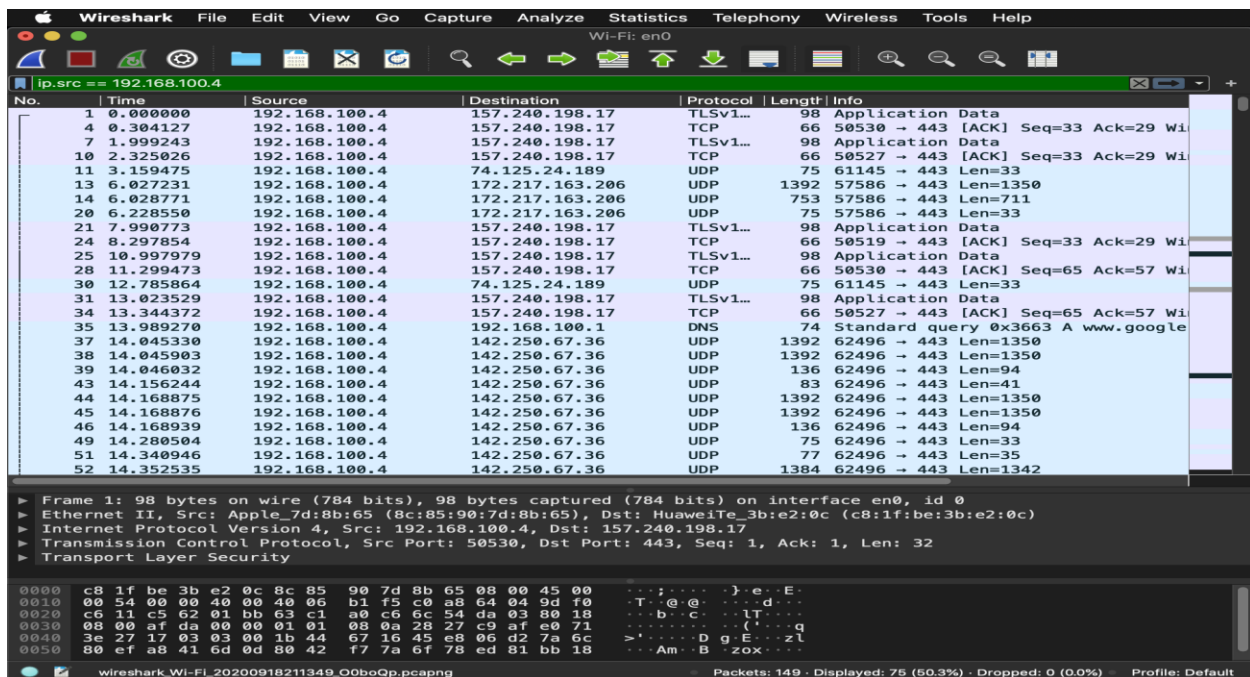 Wireshark File Edit View Go Capture Analyze Statistics Telephony Wireless Tools Help
Wi-Fi: en0
ip.src == 192.168.100.4
No. Time Source Destination Protocol Length Info
1 0.000000 192.168.100.4 157.240.198.17 TLSv1… 98 Application Data
4 0.304127 192.168.100.4 157.240.198.17 TCP 66 50530 → 443 [ACK] Seq=33 Ack=29 Wi
7 1.999243 192.168.100.4 157.240.198.17 TLSv1… 98 Application Data
10 2.325026 192.168.100.4 157.240.198.17 TCP 66 50527 → 443 [ACK] Seq=33 Ack=29 Wi
11 3.159475 192.168.100.4 74.125.24.189 UDP 75 61145 → 443 Len=33
13 6.027231 192.168.100.4 172.217.163.206 UDP 1392 57586 → 443 Len=1350
14 6.028771 192.168.100.4 172.217.163.206 UDP 753 57586 → 443 Len=711
20 6.228550 192.168.100.4 172.217.163.206 UDP 75 57586 → 443 Len=33
21 7.990773 192.168.100.4 157.240.198.17 TLSv1… 98 Application Data
24 8.297854 192.168.100.4 157.240.198.17 TCP 66 50519 → 443 [ACK] Seq=33 Ack=29 Wi
25 10.997979 192.168.100.4 157.240.198.17 TLSv1… 98 Application Data
28 11.299473 192.168.100.4 157.240.198.17 TCP 66 50530 → 443 [ACK] Seq=65 Ack=57 Wi
30 12.785864 192.168.100.4 74.125.24.189 UDP 75 61145 → 443 Len=33
31 13.023529 192.168.100.4 157.240.198.17 TLSv1… 98 Application Data
34 13.344372 192.168.100.4 157.240.198.17 TCP 66 50527 → 443 [ACK] Seq=65 Ack=57 Wi
35 13.989270 192.168.100.4 192.168.100.1 DNS 74 Standard query 0x3663 A www.google
37 14.045330 192.168.100.4 142.250.67.36 UDP 1392 62496 → 443 Len=1350
38 14.045903 192.168.100.4 142.250.67.36 UDP 1392 62496 → 443 Len=1350
39 14.046032 192.168.100.4 142.250.67.36 UDP 136 62496 → 443 Len=94
43 14.156244 192.168.100.4 142.250.67.36 UDP 83 62496 → 443 Len=41
44 14.168875 192.168.100.4 142.250.67.36 UDP 1392 62496 → 443 Len=1350
45 14.168876 192.168.100.4 142.250.67.36 UDP 1392 62496 → 443 Len=1350
46 14.168939 192.168.100.4 142.250.67.36 UDP 136 62496 → 443 Len=94
49 14.280504 192.168.100.4 142.250.67.36 UDP 75 62496 → 443 Len=33
51 14.340946 192.168.100.4 142.250.67.36 UDP 77 62496 → 443 Len=35
52 14.352535 192.168.100.4 142.250.67.36 UDP 1384 62496 → 443 Len=1342
Frame 1: 98 bytes on wire (784 bits), 98 bytes captured (784 bits) on interface en0, id 0
Ethernet II, Src: Apple_7d:8b:65 (8c:85:90:7d:8b:65), Dst: HuaweiTe_3b:e2:0c (c8:1f:be:3b:e2:0c)
Internet Protocol Version 4, Src: 192.168.100.4, Dst: 157.240.198.17
Transmission Control Protocol, Src Port: 50530, Dst Port: 443, Seq: 1, Ack: 1, Len: 32
Transport Layer Security
0000 c8 1f be 3b e2 0c 8c 85 90 7d 8b 65 08 00 45 00 ···;···· ·}·e··E·
0010 00 54 00 00 40 00 40 06 b1 f5 c0 a8 64 04 9d f0 ·T··@·@· ····d···
0020 c6 11 c5 62 01 bb 63 c1 a0 c6 6c 54 da 03 80 18 ···b··c· ··lT····
0030 08 00 af da 00 00 01 01 08 0a 28 27 c9 af e0 71 ········ ··('···q
0040 3e 27 17 03 03 00 1b 44 67 16 45 e8 06 d2 7a 6c >'·····D g·E···zl
0050 80 ef a8 41 6d 0d 80 42 f7 7a 6f 78 ed 81 bb 18 ···Am··B ·zox····
wireshark_Wi-Fi_20200918211349_O0boQp.pcapng Packets: 149 · Displayed: 75 (50.3%) · Dropped: 0 (0.0%) Profile: Default